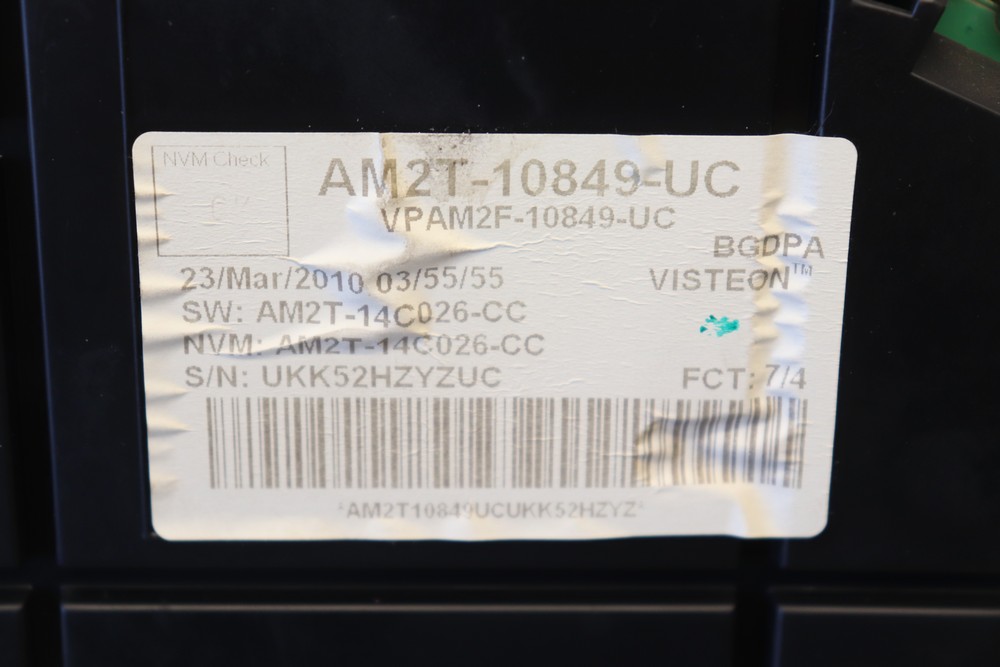 NVM Check
AM2T-10849-UC
VPAM2F-10849-UC
BGDPA
23/Mar/2010 03/55/55
VISTEON™
SW: AM2T-14C026-CC
NVM: AM2T-14C026-CC
S/N: UKK52HZYZUC
FCT: 7/4
*AM2T10849UCUKK52HZYZ*